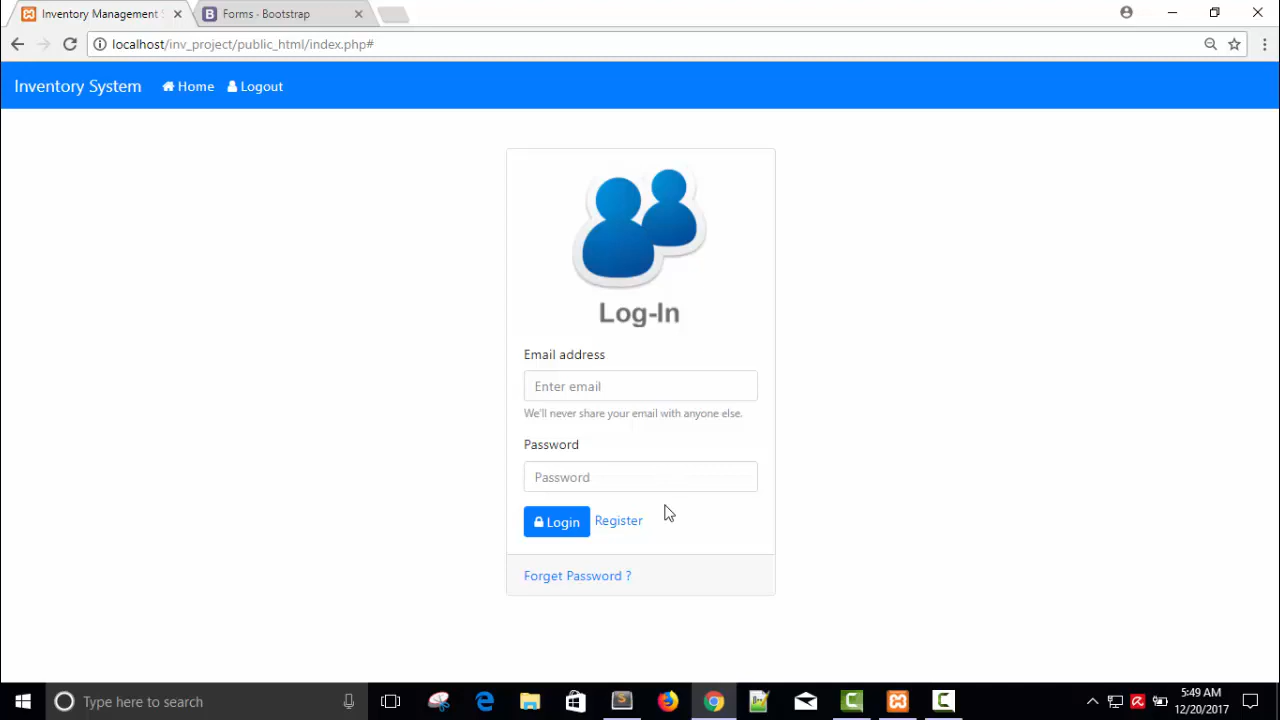 Inventory Management S
Forms - Bootstrap
localhost/inv_project/public_html/index.php#
Inventory System Home Logout
Log-In
Email address
Enter email
We'll never share your email with anyone else.
Password
Password
Login Register
Forget Password ?
Type here to search
5:49 AM
12/20/2017